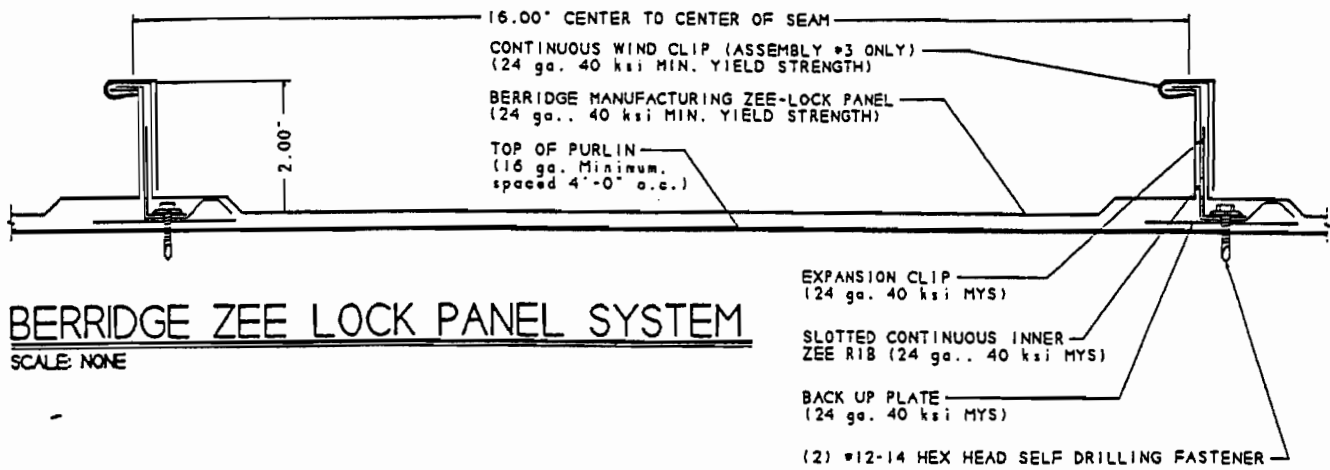 16.00" CENTER TO CENTER OF SEAM
CONTINUOUS WIND CLIP (ASSEMBLY #3 ONLY)
(24 ga. 40 ksi MIN. YIELD STRENGTH)
BERRIDGE MANUFACTURING ZEE-LOCK PANEL
(24 ga.. 40 ksi MIN. YIELD STRENGTH)
2.00"
TOP OF PURLIN
(16 ga. Minimum.
spaced 4'-0" o.c.)
EXPANSION CLIP
(24 ga. 40 ksi MYS)
SLOTTED CONTINUOUS INNER
ZEE RIB (24 ga.. 40 ksi MYS)
BACK UP PLATE
(24 ga. 40 ksi MYS)
(2) #12-14 HEX HEAD SELF DRILLING FASTENER
BERRIDGE ZEE LOCK PANEL SYSTEM
SCALE: NONE